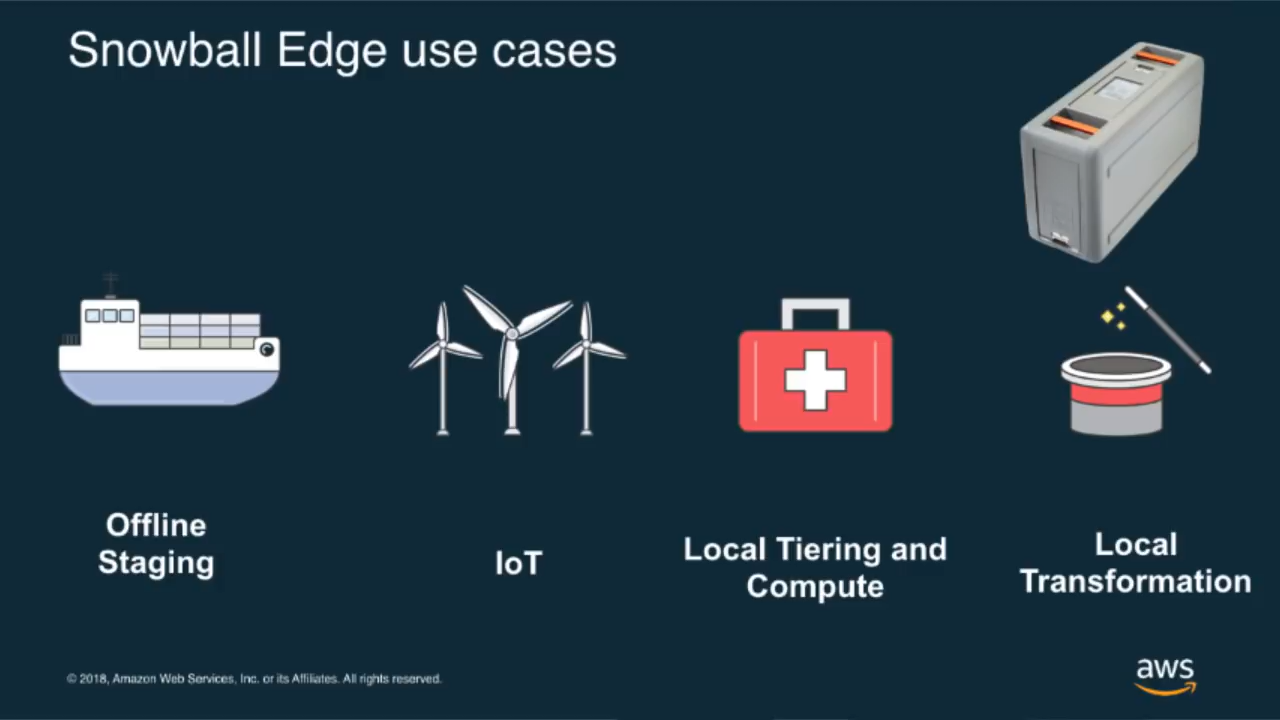 Snowball Edge use cases
Offline
Staging
IoT
Local Tiering and
Compute
Local
Transformation
© 2018, Amazon Web Services, Inc. or its Affiliates. All rights reserved.
aws